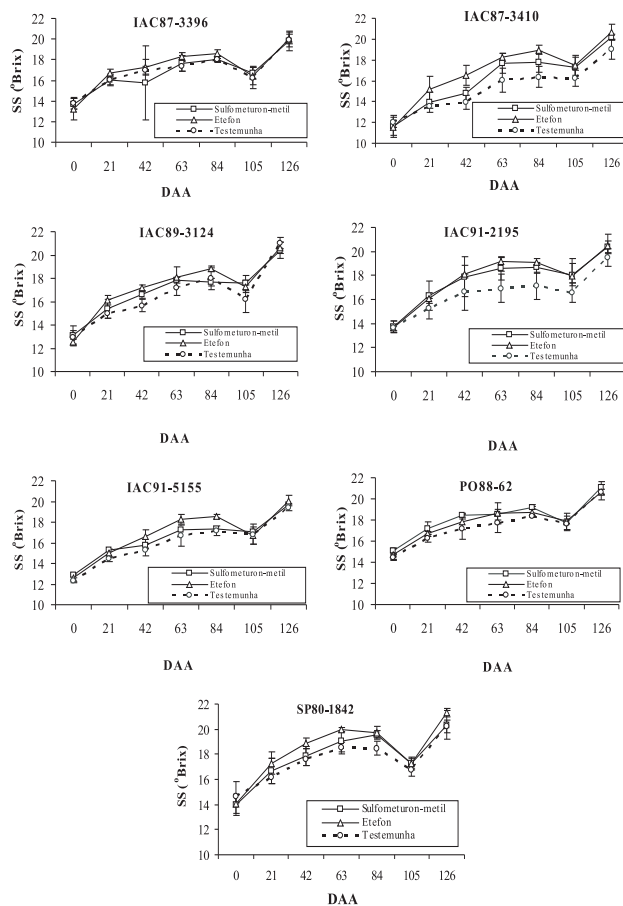 IAC87-3396
22
20
18
16
14
12
10
SS (°Brix)
Sulfometuron-metil
Etefon
Testemunha
0 21 42 63 84 105 126
DAA
IAC87-3410
22
20
18
16
14
12
10
SS (°Brix)
Sulfometuron-metil
Etefon
Testemunha
0 21 42 63 84 105 126
DAA
IAC89-3124
22
20
18
16
14
12
10
SS (°Brix)
Sulfometuron-metil
Etefon
Testemunha
0 21 42 63 84 105 126
DAA
IAC91-2195
22
20
18
16
14
12
10
SS (°Brix)
Sulfometuron-metil
Etefon
Testemunha
0 21 42 63 84 105 126
DAA
IAC91-5155
22
20
18
16
14
12
10
SS (°Brix)
Sulfometuron-metil
Etefon
Testemunha
0 21 42 63 84 105 126
DAA
PO88-62
22
20
18
16
14
12
10
SS (°Brix)
Sulfometuron-metil
Etefon
Testemunha
0 21 42 63 84 105 126
DAA
SP80-1842
22
20
18
16
14
12
10
SS (°Brix)
Sulfometuron-metil
Etefon
Testemunha
0 21 42 63 84 105 126
DAA